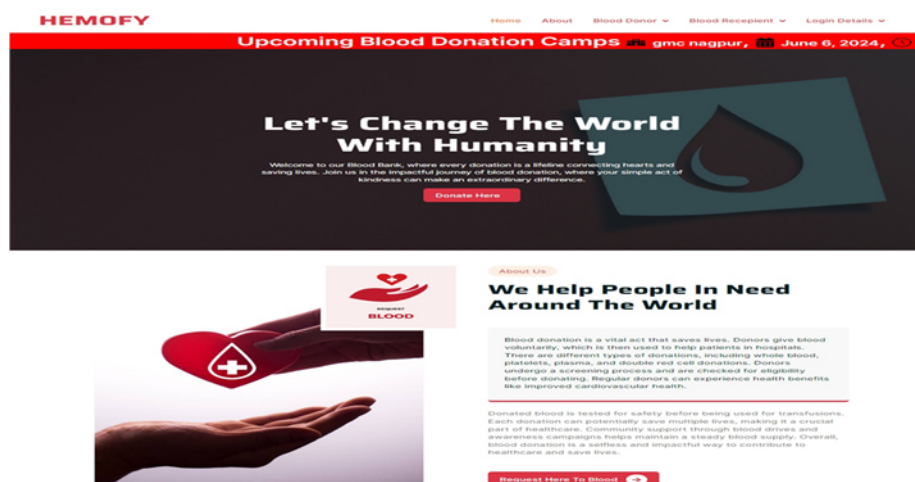 HEMOFY
Home About Blood Donor Blood Recepient Login Details
Upcoming Blood Donation Camps gmc nagpur, June 6, 2024,
Let's Change The World
With Humanity
Welcome to our Blood Bank, where every donation is a lifeline connecting hearts and
saving lives. Join us in the impactful journey of blood donation, where your simple act of
kindness can make an extraordinary difference.
Donate Here
REQUEST
BLOOD
About Us
We Help People In Need
Around The World
Blood donation is a vital act that saves lives. Donors give blood
voluntarily, which is then used to help patients in hospitals.
There are different types of donations, including whole blood,
platelets, plasma, and double red cell donations. Donors
undergo a screening process and are checked for eligibility
before donating. Regular donors can experience health benefits
like improved cardiovascular health.
Donated blood is tested for safety before being used for transfusions.
Each donation can potentially save multiple lives, making it a crucial
part of healthcare. Community support through blood drives and
awareness campaigns helps maintain a steady blood supply. Overall,
blood donation is a selfless and impactful way to contribute to
healthcare and save lives.
Request Here To Blood